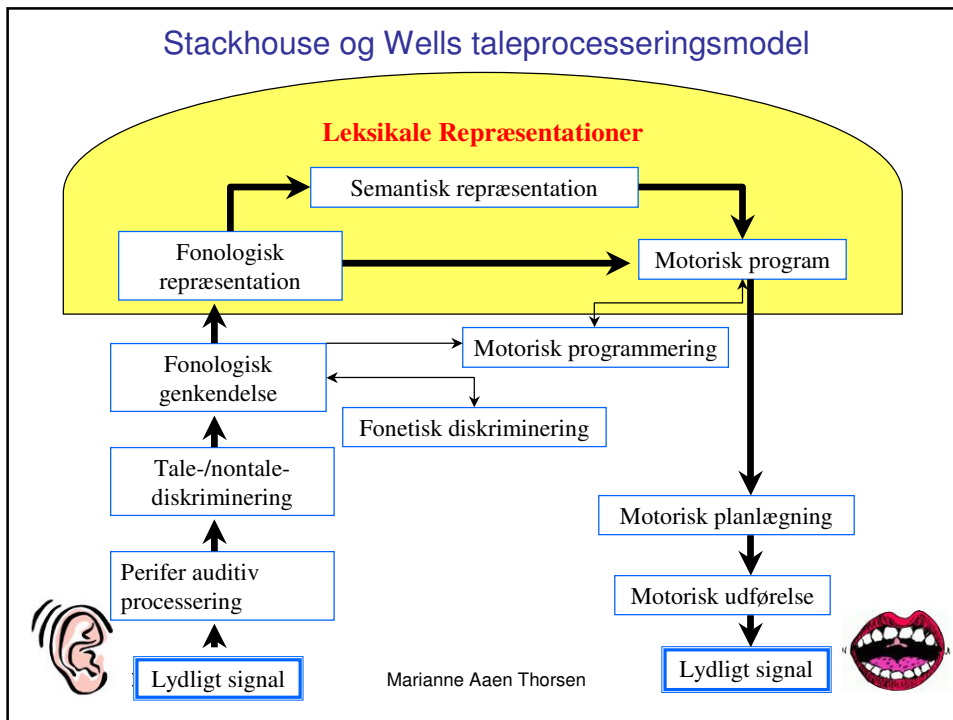 Stackhouse og Wells taleprocesseringsmodel
Leksikale Repræsentationer
Semantisk repræsentation
Fonologisk
repræsentation
Motorisk program
Fonologisk
genkendelse
Motorisk programmering
Fonetisk diskriminering
Tale-/nontale-
diskriminering
Motorisk planlægning
Perifer auditiv
processering
Motorisk udførelse
Lydligt signal
Marianne Aaen Thorsen
Lydligt signal